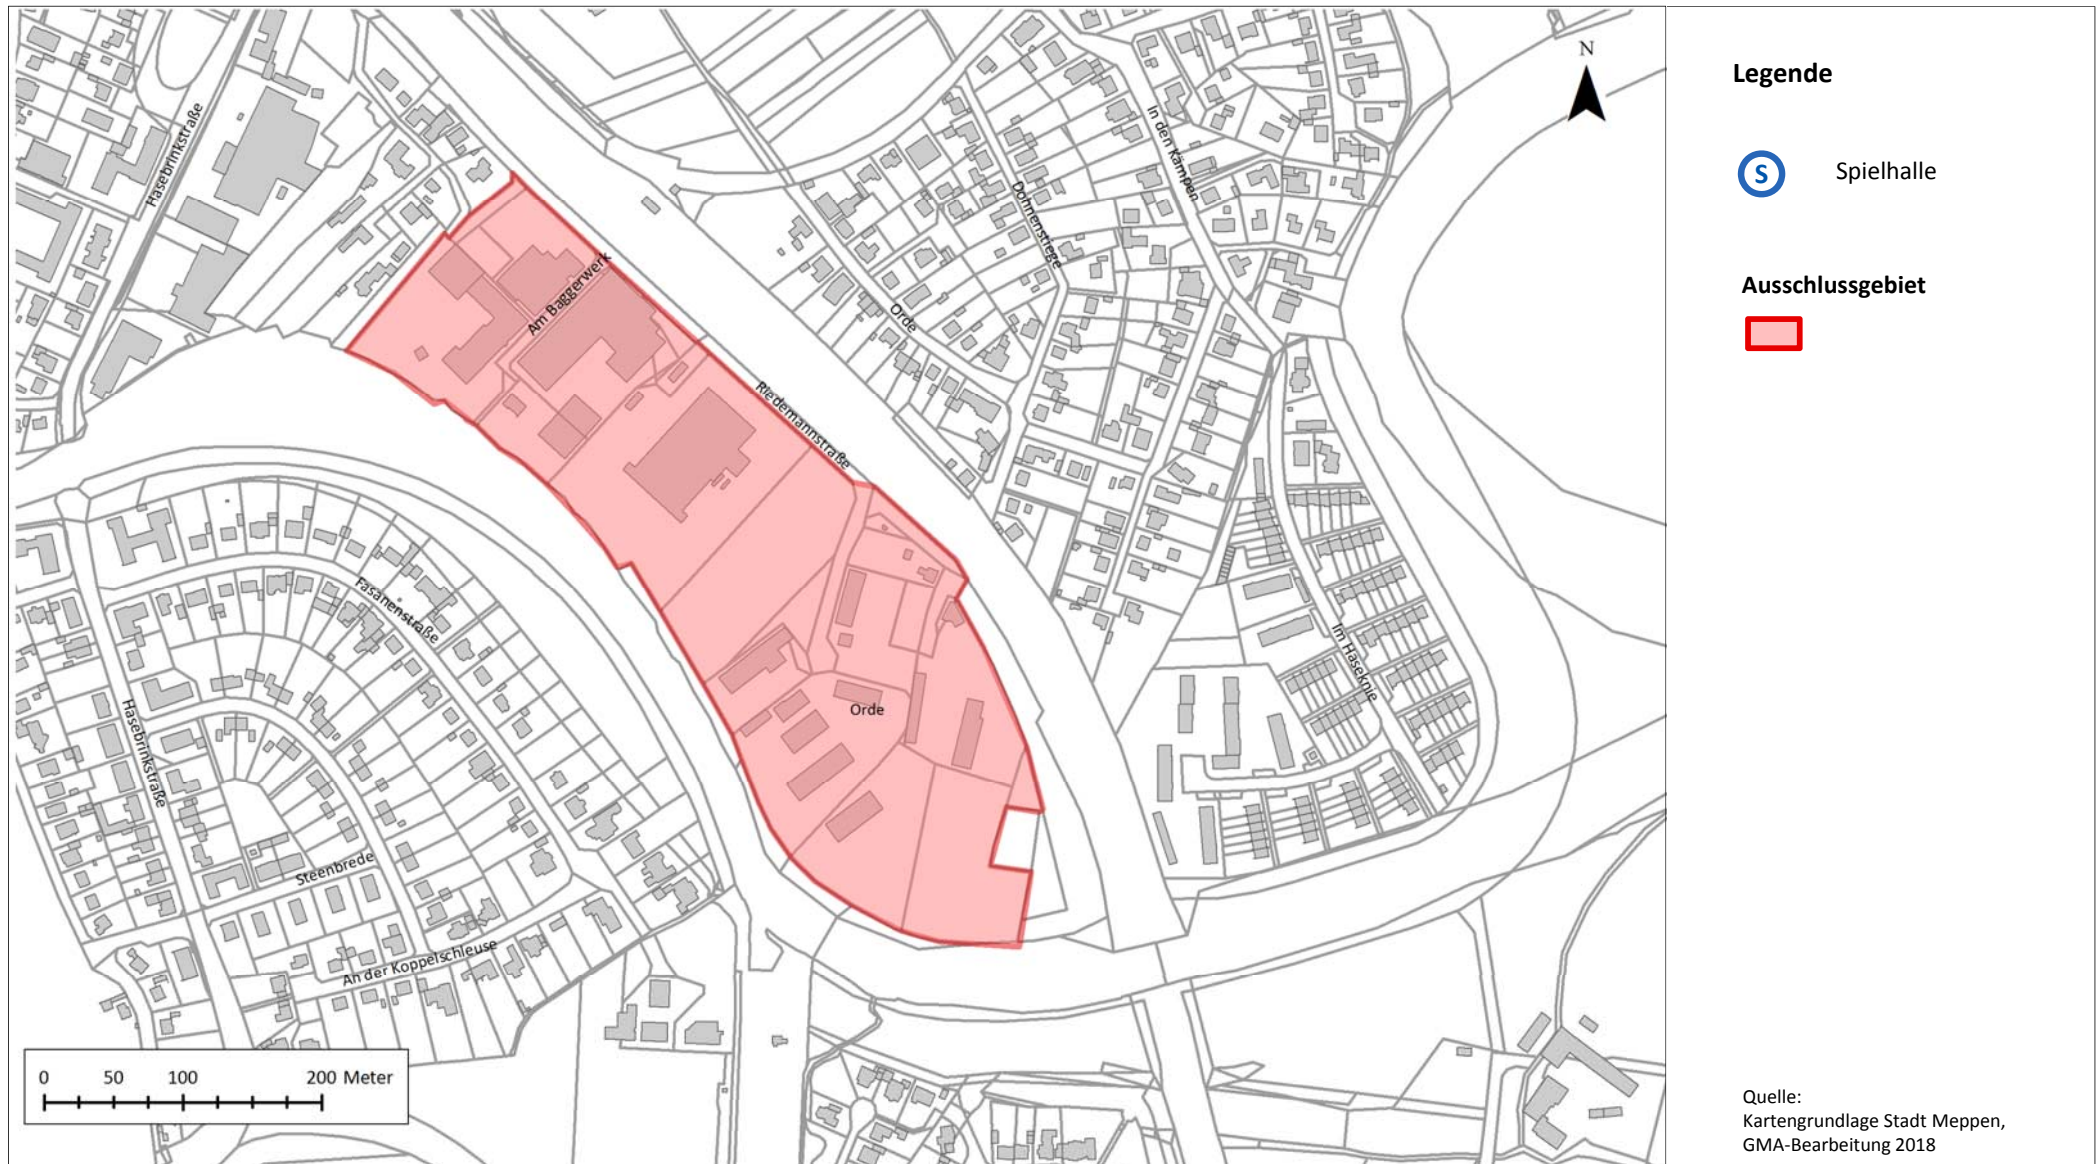 Hasebrinkstraße
In den Kämpen
Dohnenstiege
Am Baggerwerk
Orde
Riedemannstraße
Fasanenstraße
Im Haseknie
Orde
Hasebrinkstraße
Steenbrede
An der Koppelschleuse
0 50 100 200 Meter
N
Legende
S Spielhalle
Ausschlussgebiet
Quelle:
Kartengrundlage Stadt Meppen,
GMA-Bearbeitung 2018